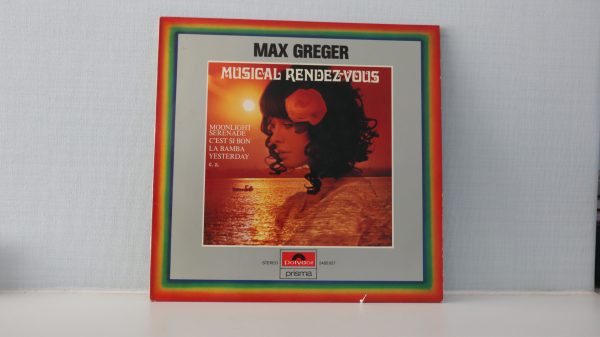 MAX GREGER
MUSICAL RENDEZ-VOUS
MOONLIGHT
SERENADE
C'EST SI BON
LA BAMBA
YESTERDAY
e. a.
STEREO
Polydor
prisma